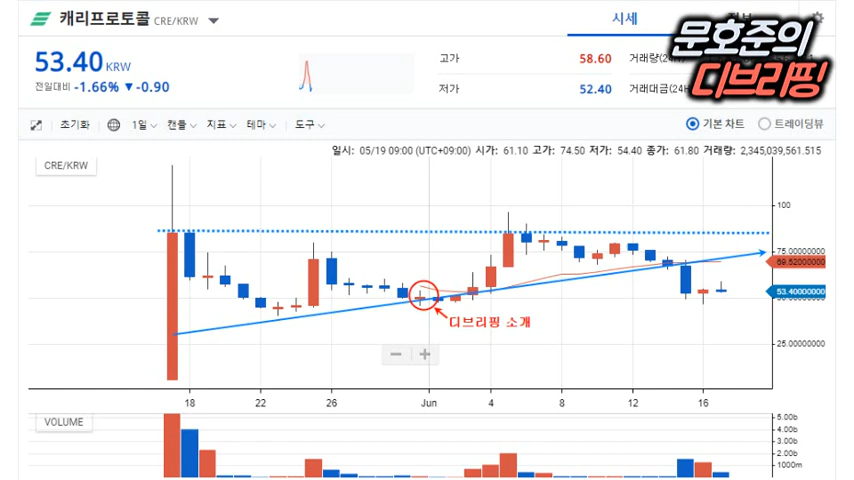 캐리프로토콜 CRE/KRW
시세
53.40 KRW
전일대비 -1.66% ▼ -0.90
고가 58.60
저가 52.40
거래량(24
거래대금(24H
문호준의
디브리핑
초기화 1일 캔들 지표 테마 도구
기본 차트 트레이딩뷰
일시: 05/19 09:00 (UTC+09:00) 시가: 61.10 고가: 74.50 저가: 54.40 종가: 61.80 거래량: 2,345,039,561.515
CRE/KRW
100
75.00000000
69.52000000
53.40000000
50.00000000
25.00000000
디브리핑 소개
18 22 26 Jun 4 8 12 16
VOLUME
5.00b
4.00b
3.00b
2.00b
1000m